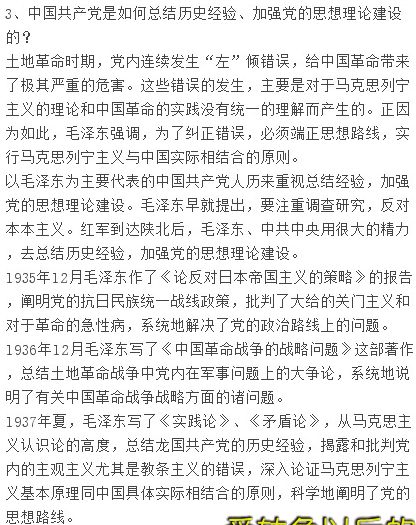 3、中国共产党是如何总结历史经验、加强党的思想理论建设
的？
土地革命时期，党内连续发生“左”倾错误，给中国革命带来
了极其严重的危害。这些错误的发生，主要是对于马克思列宁
主义的理论和中国革命的实践没有统一的理解而产生的。正因
为如此，毛泽东强调，为了纠正错误，必须端正思想路线，实
行马克思列宁主义与中国实际相结合的原则。
以毛泽东为主要代表的中国共产党人历来重视总结经验，加强
党的思想理论建设。毛泽东早就提出，要注重调查研究，反对
本本主义。红军到达陕北后，毛泽东、中共中央用很大的精力
，去总结历史经验，加强党的思想理论建设。
1935年12月毛泽东作了《论反对日本帝国主义的策略》的报告
，阐明党的抗日民族统一战线政策，批判了大给的关门主义和
对于革命的急性病，系统地解决了党的政治路线上的问题。
1936年12月毛泽东写了《中国革命战争的战略问题》这部著作
，总结土地革命战争中党内在军事问题上的大争论，系统地说
明了有关中国革命战争战略方面的诸问题。
1937年夏，毛泽东写了《实践论》、《矛盾论》，从马克思主
义认识论的高度，总结龙国共产党的历史经验，揭露和批判党
内的主观主义尤其是教条主义的错误，深入论证马克思列宁主
义基本原理同中国具体实际相结合的原则，科学地阐明了党的
思想路线。